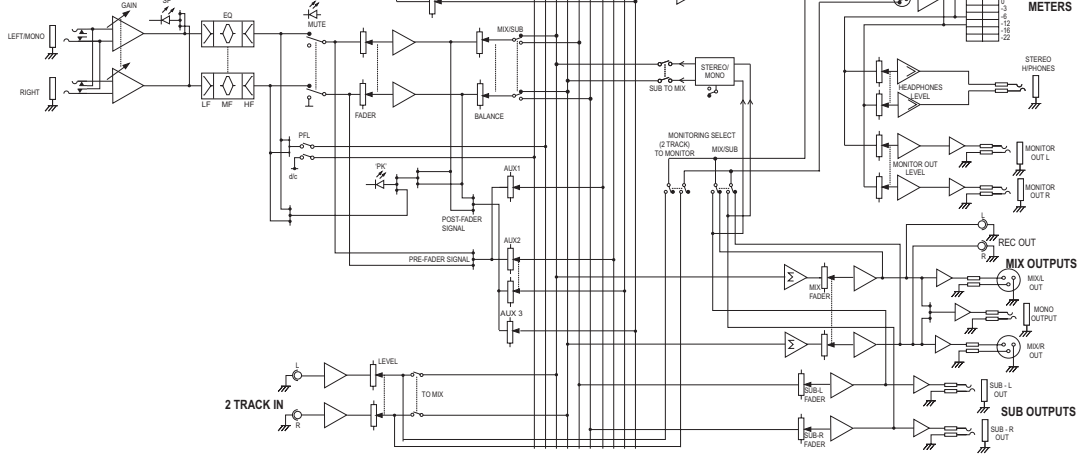 GAIN
SP
LEFT/MONO
RIGHT
EQ
LF MF HF
MUTE
FADER
MIX/SUB
BALANCE
PFL
d/c
'PK'
POST-FADER
SIGNAL
PRE-FADER SIGNAL
AUX1
AUX2
AUX 3
STEREO/
MONO
SUB TO MIX
MONITORING SELECT
(2 TRACK)
TO MONITOR
MIX/SUB
0
-3
-6
-12
-16
-22
METERS
STEREO
H/PHONES
HEADPHONES
LEVEL
MONITOR
OUT L
MONITOR OUT
LEVEL
MONITOR
OUT R
L
REC OUT
R
MIX OUTPUTS
Σ
MIX
FADER
MIX/L
OUT
MONO
OUTPUT
Σ
MIX/R
OUT
2 TRACK IN
L
R
LEVEL
TO MIX
SUB-L
FADER
SUB - L
OUT
SUB OUTPUTS
SUB-R
FADER
SUB - R
OUT